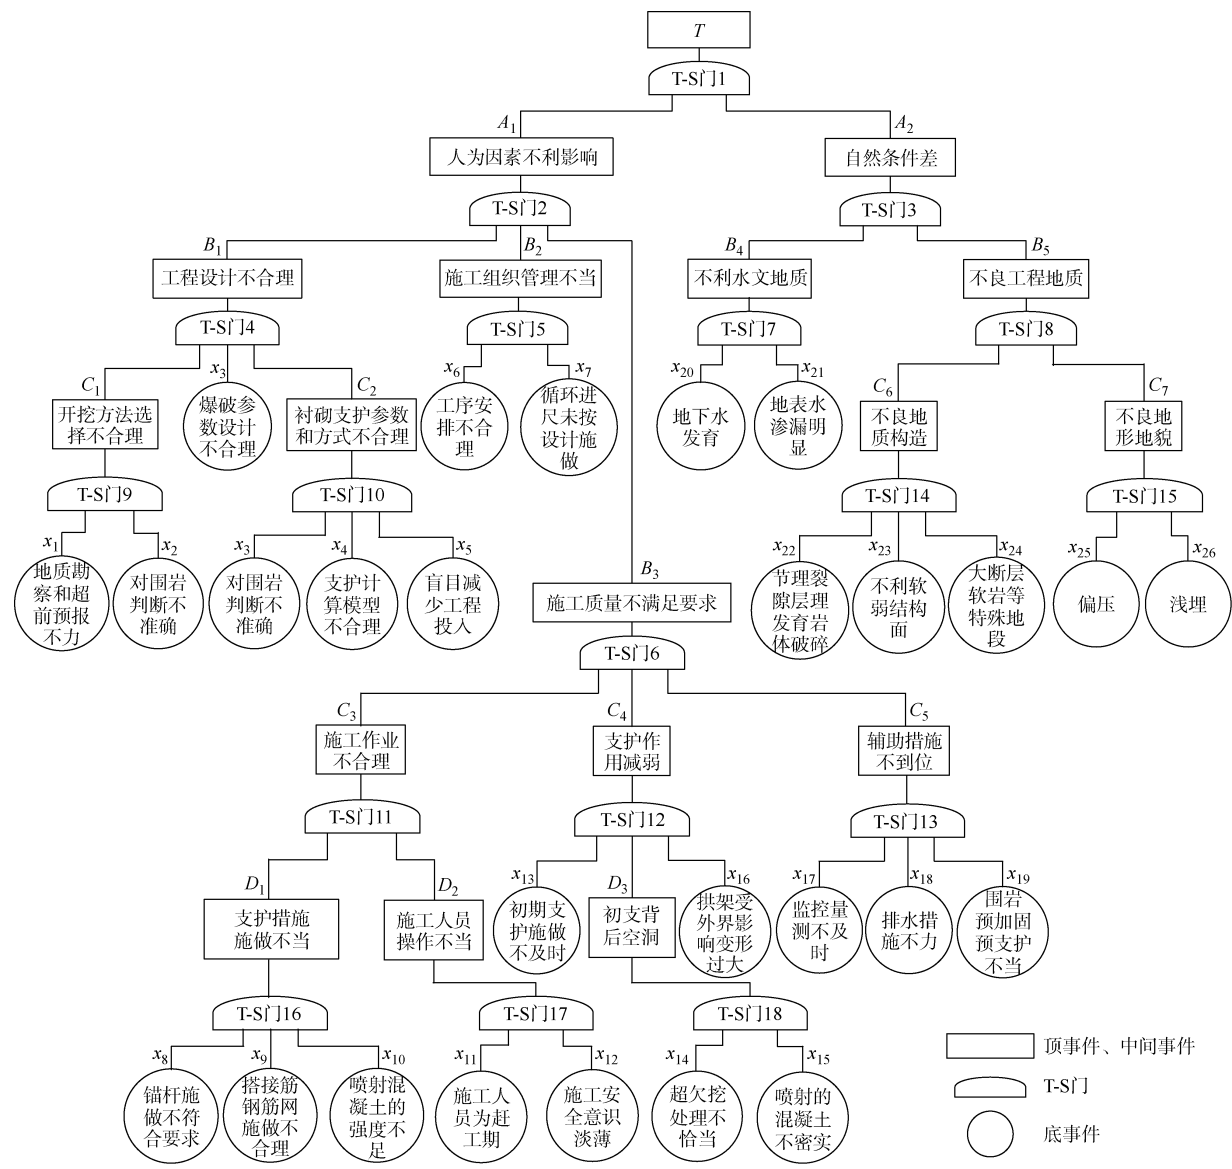 T
T-S门1
A1
A2
人为因素不利影响
自然条件差
T-S门2
T-S门3
B1
B2
B4
B5
工程设计不合理
施工组织管理不当
不利水文地质
不良工程地质
T-S门4
T-S门5
T-S门7
T-S门8
C1
x3
C2
x6
x7
x20
x21
C6
C7
开挖方法选
择不合理
爆破参
数设计
不合理
衬砌支护参数
和方式不合理
工序安
排不合
理
循环进
尺未按
设计施
做
地下水
发育
地表水
渗漏明
显
不良地
质构造
不良地
形地貌
T-S门9
T-S门10
T-S门14
T-S门15
x1
x2
x3
x4
x5
x22
x23
x24
x25
x26
地质勘
察和超
前预报
不力
对围岩
判断不
准确
对围岩
判断不
准确
支护计
算模型
不合理
盲目减
少工程
投入
节理裂
隙层理
发育岩
体破碎
不利软
弱结构
面
大断层
软岩等
特殊地
段
偏压
浅埋
B3
施工质量不满足要求
T-S门6
C3
C4
C5
施工作业
不合理
支护作
用减弱
辅助措施
不到位
T-S门11
T-S门12
T-S门13
D1
D2
x13
D3
x16
x17
x18
x19
支护措施
施做不当
施工人员
操作不当
初期支
护施做
不及时
初支背
后空洞
拱架受
外界影
响变形
过大
监控量
测不及
时
排水措
施不力
围岩
预加固
预支护
不当
T-S门16
T-S门17
T-S门18
x8
x9
x10
x11
x12
x14
x15
锚杆施
做不符
合要求
搭接筋
钢筋网
施做不
合理
喷射混
凝土的
强度不
足
施工人
员为赶
工期
施工安
全意识
淡薄
超欠挖
处理不
恰当
喷射的
混凝土
不密实
顶事件、中间事件
T-S门
底事件